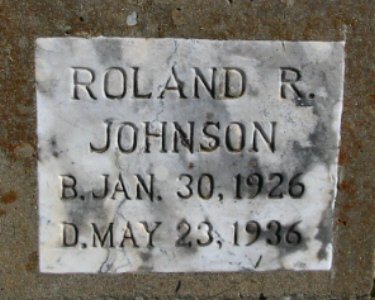 ROLAND R.
JOHNSON
B. JAN. 30, 1926
D. MAY 23, 1936